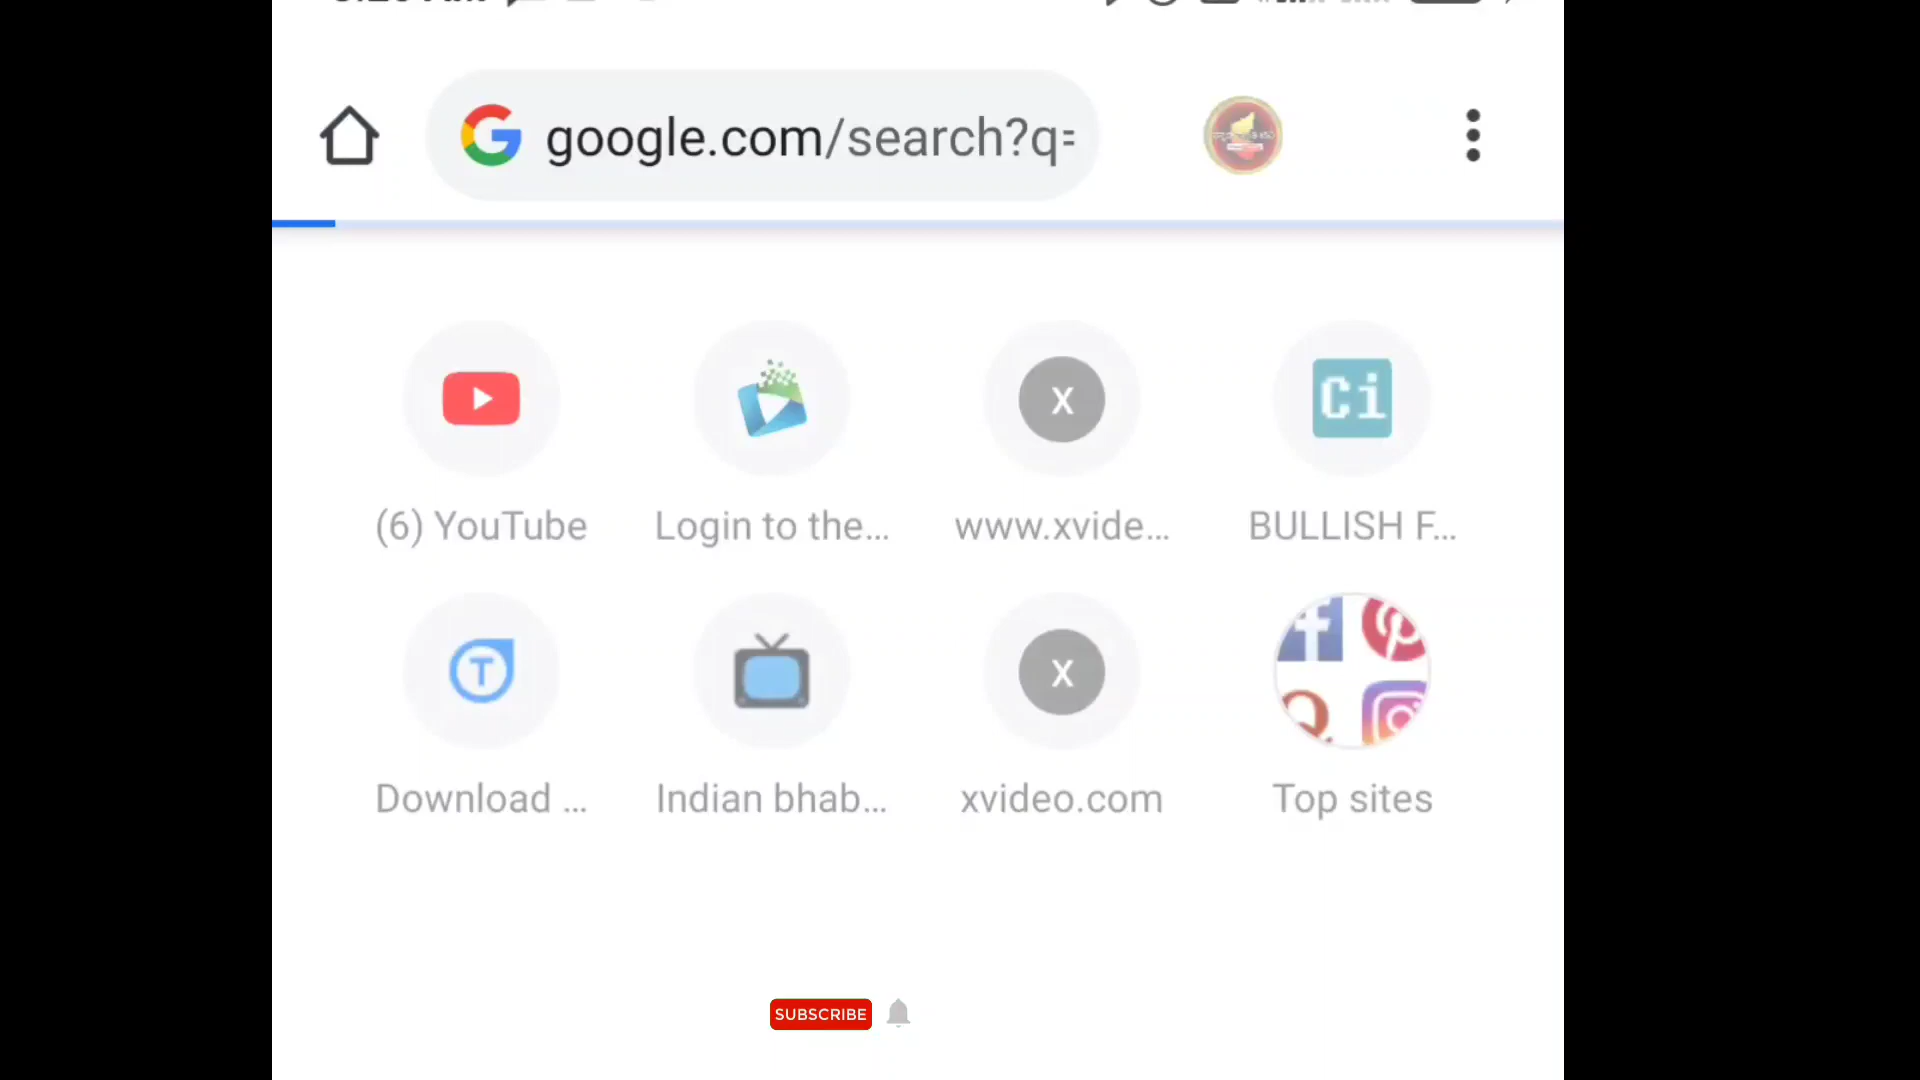 google.com/search?q=
(6) YouTube
Login to the...
www.xvide...
BULLISH F...
Download ...
Indian bhab...
xvideo.com
Top sites
X
Ci
T
X
SUBSCRIBE